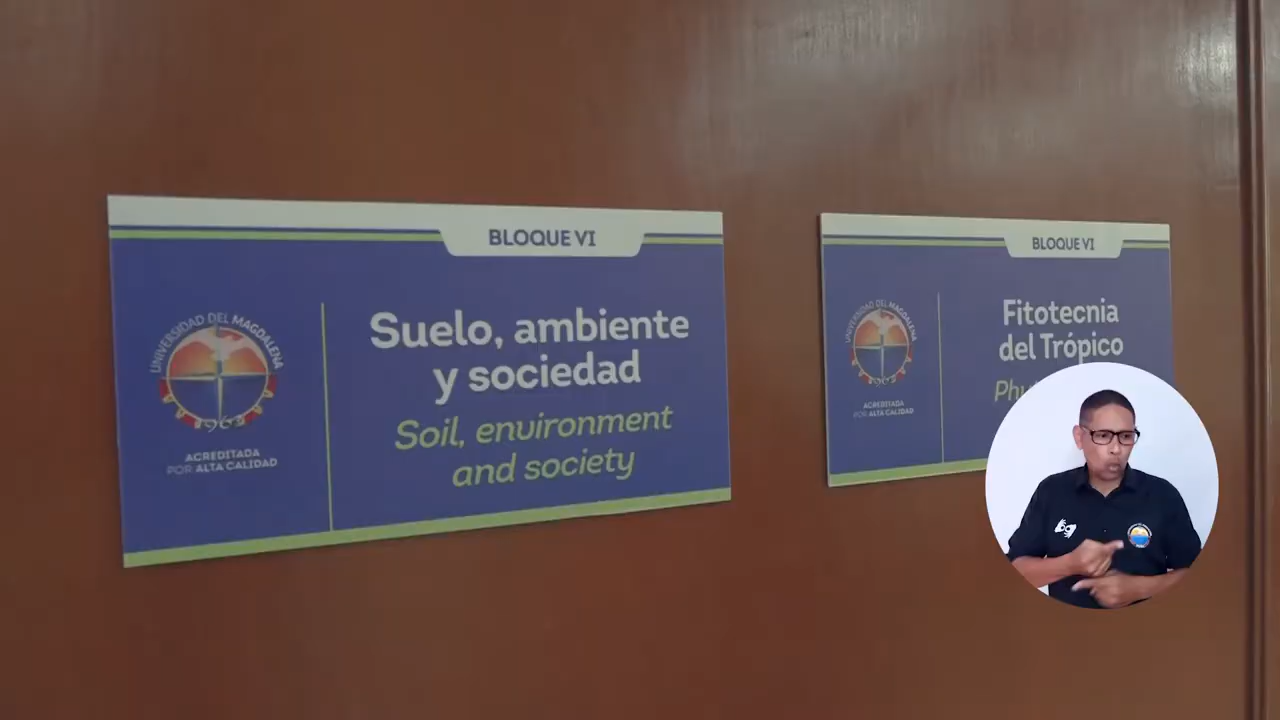 BLOQUE VI
UNIVERSIDAD DEL MAGDALENA
ACREDITADA
POR ALTA CALIDAD
Suelo, ambiente
y sociedad
Soil, environment
and society
BLOQUE VI
UNIVERSIDAD DEL MAGDALENA
ACREDITADA
POR ALTA CALIDAD
Fitotecnia
del Trópico